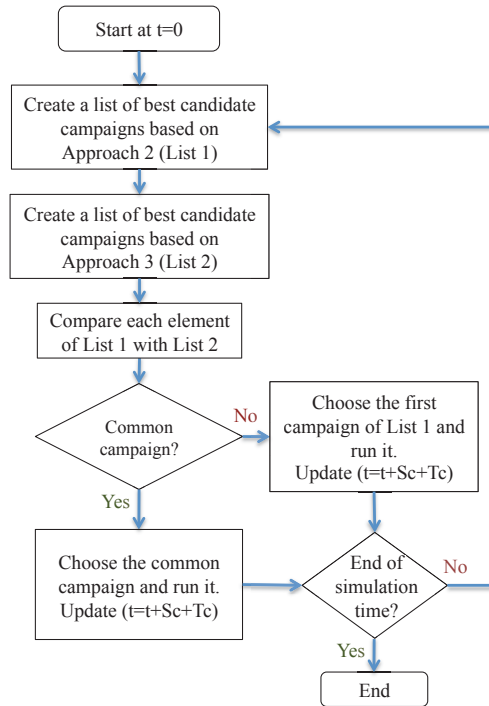 Start at t=0
Create a list of best candidate
campaigns based on
Approach 2 (List 1)
Create a list of best candidate
campaigns based on
Approach 3 (List 2)
Compare each element
of List 1 with List 2
Common
campaign?
No
Choose the first
campaign of List 1 and
run it.
Update (t=t+Sc+Tc)
Yes
Choose the common
campaign and run it.
Update (t=t+Sc+Tc)
End of
simulation
time?
No
Yes
End